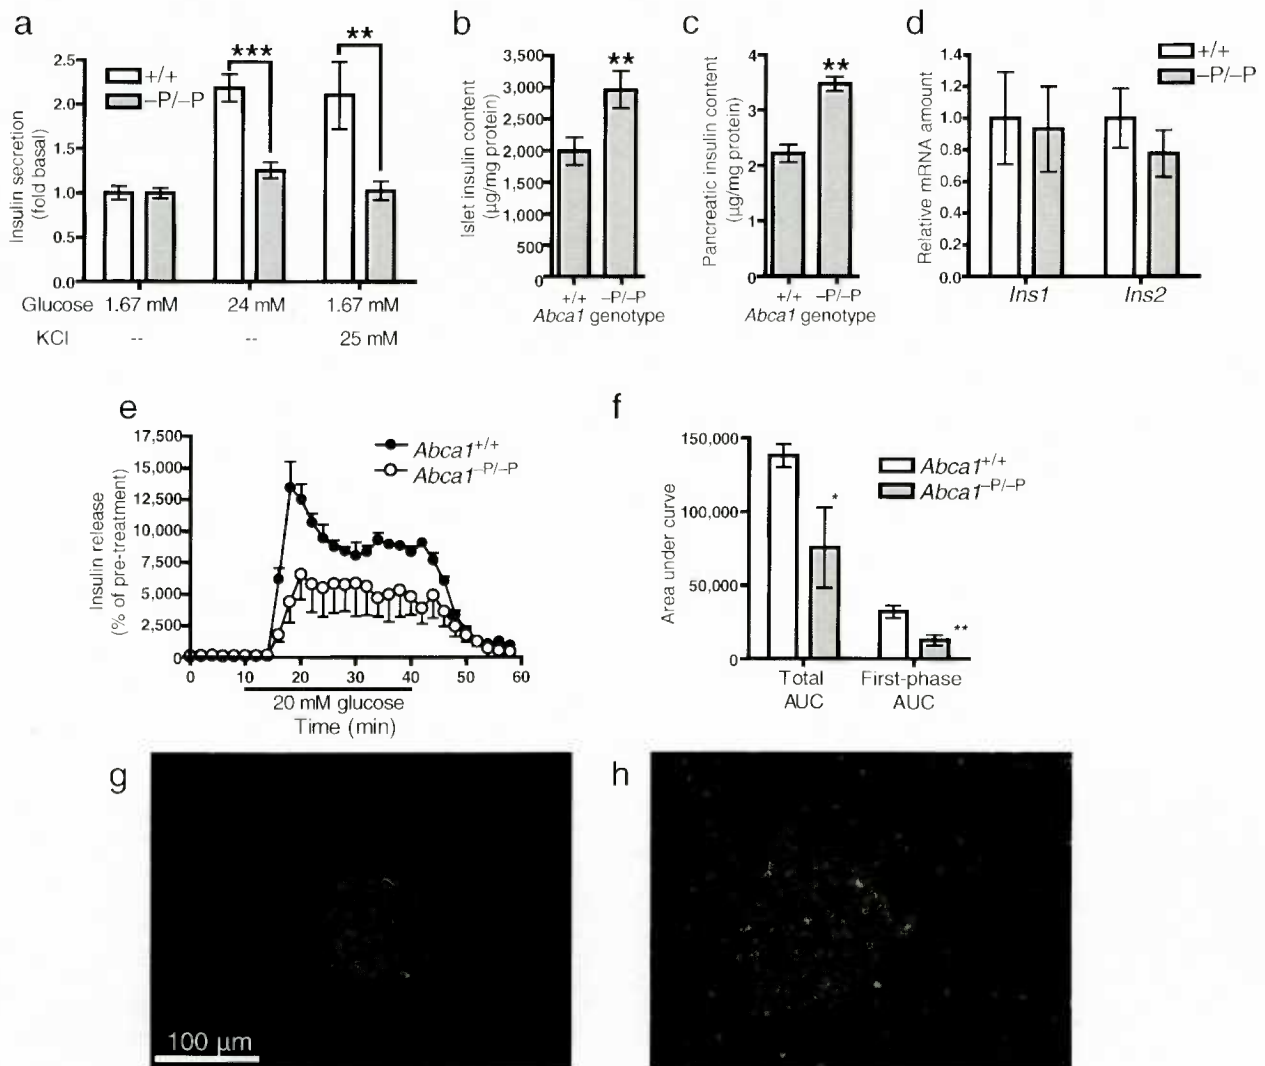 a
Insulin secretion
(fold basal)
2.5
2.0
1.5
1.0
0.5
0.0
+/+
–P/–P
***
**
Glucose 1.67 mM 24 mM 1.67 mM
KCl -- -- 25 mM
b
Islet insulin content
(µg/mg protein)
3,500
3,000
2,500
2,000
1,500
1,000
500
0
**
+/+ –P/–P
Abca1 genotype
c
Pancreatic insulin content
(µg/mg protein)
4
3
2
1
0
**
+/+ –P/–P
Abca1 genotype
d
Relative mRNA amount
1.4
1.2
1.0
0.8
0.6
0.4
0.2
0
+/+
–P/–P
Ins1 Ins2
e
Insulin release
(% of pre-treatment)
17,500
15,000
12,500
10,000
7,500
5,000
2,500
0
Abca1+/+
Abca1–P/–P
0 10 20 30 40 50 60
20 mM glucose
Time (min)
f
Area under curve
150,000
100,000
50,000
0
Abca1+/+
Abca1–P/–P
*
**
Total
AUC
First-phase
AUC
g
100 µm
h